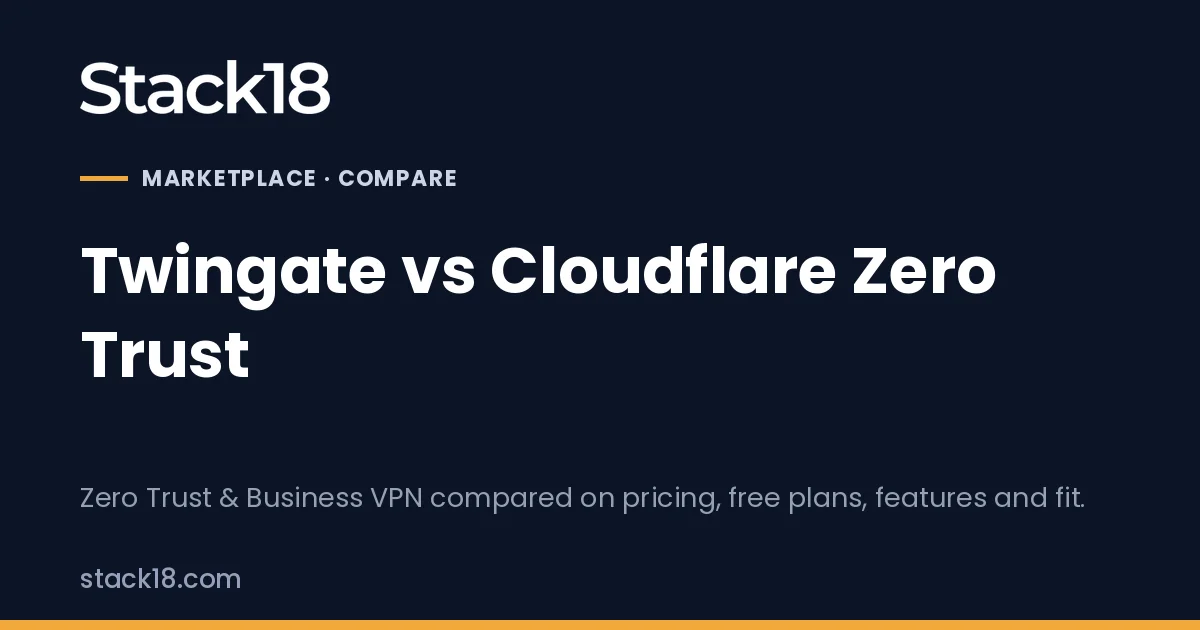 Stack18
MARKETPLACE · COMPARE
Twingate vs Cloudflare Zero
Trust
Zero Trust & Business VPN compared on pricing, free plans, features and fit.
stack18.com